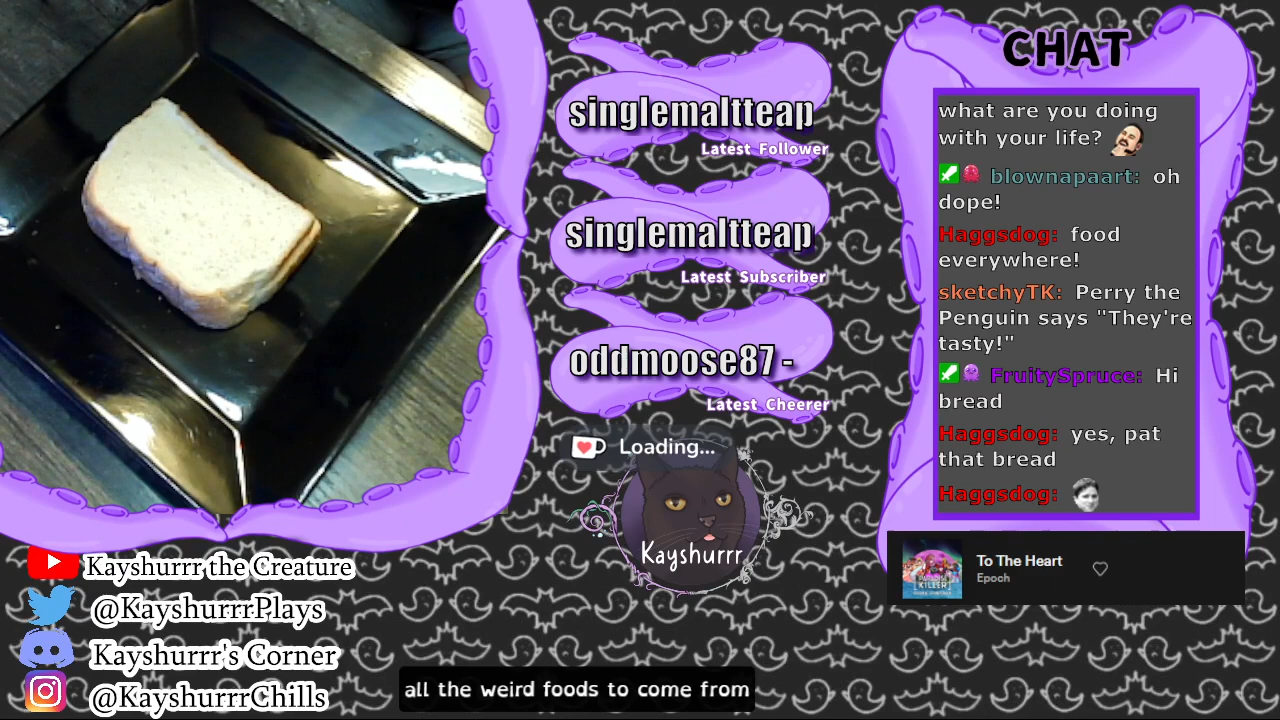 singlemaltteap
Latest Follower
singlemaltteap
Latest Subscriber
oddmoose87 -
Latest Cheerer
Loading...
Kayshurrr
CHAT
what are you doing
with your life?
blownapaart: oh
dope!
Haggsdog: food
everywhere!
sketchyTK: Perry the
Penguin says "They're
tasty!"
FruitySpruce: Hi
bread
Haggsdog: yes, pat
that bread
Haggsdog:
PARADISE
KILLER
To The Heart
Epoch
Kayshurrr the Creature
@KayshurrrPlays
Kayshurrr's Corner
@KayshurrrChills
all the weird foods to come from